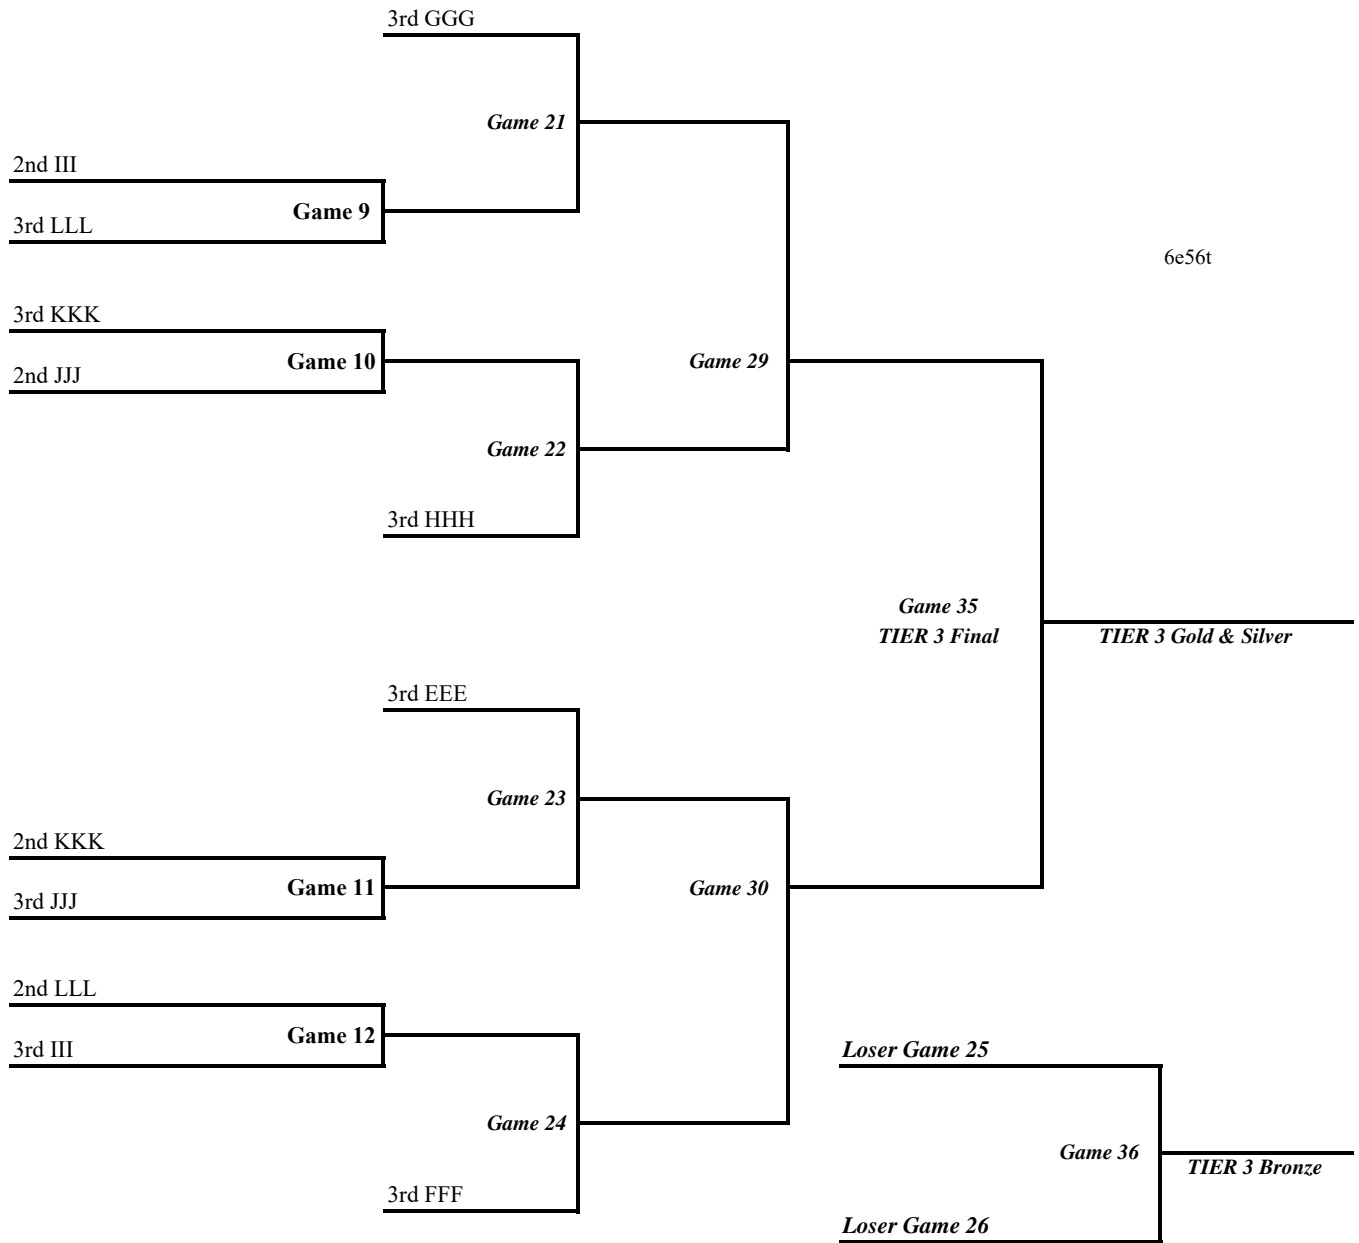 3rd GGG
Game 21
2nd III
Game 9
3rd LLL
6e56t
3rd KKK
Game 10
2nd JJJ
Game 29
Game 22
3rd HHH
Game 35
TIER 3 Final
TIER 3 Gold & Silver
3rd EEE
Game 23
2nd KKK
Game 11
3rd JJJ
Game 30
2nd LLL
Game 12
3rd III
Loser Game 25
Game 24
Game 36
TIER 3 Bronze
3rd FFF
Loser Game 26